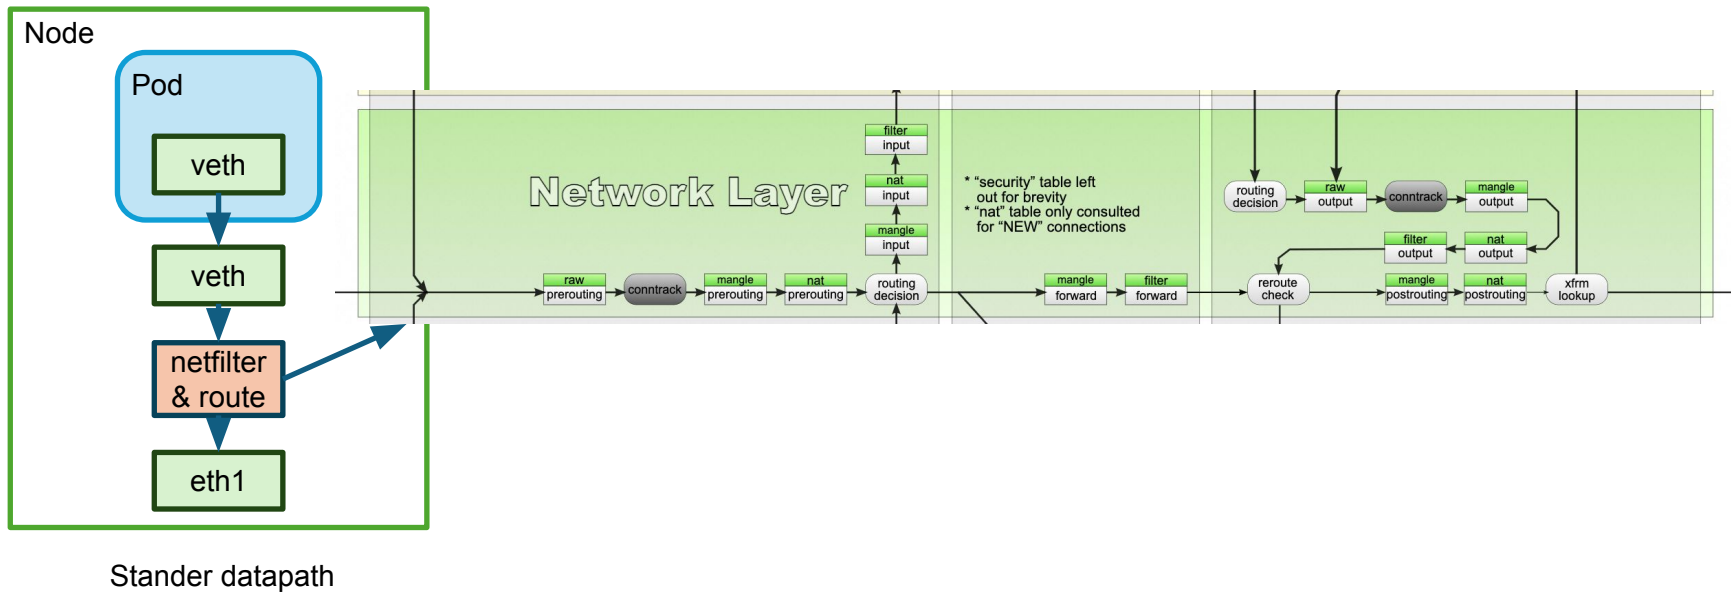 Node
Pod
veth
veth
netfilter
& route
eth1
Stander datapath
Network Layer
filter
input
nat
input
mangle
input
raw
prerouting
conntrack
mangle
prerouting
nat
prerouting
routing
decision
* “security” table left
out for brevity
* “nat” table only consulted
for “NEW” connections
mangle
forward
filter
forward
routing
decision
raw
output
conntrack
mangle
output
filter
output
nat
output
reroute
check
mangle
postrouting
nat
postrouting
xfrm
lookup